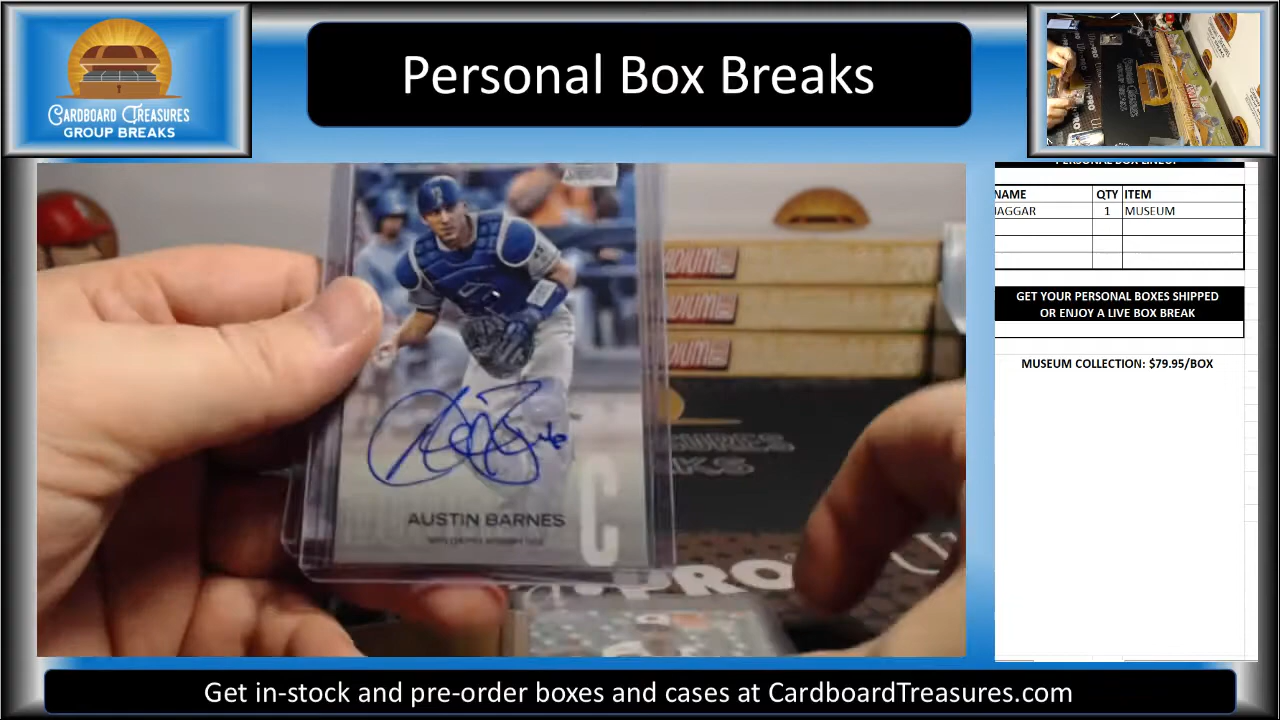 Personal Box Breaks
CARDBOARD TREASURES
GROUP BREAKS
NAME QTY ITEM
1 MUSEUM
GET YOUR PERSONAL BOXES SHIPPED
OR ENJOY A LIVE BOX BREAK
MUSEUM COLLECTION: $79.95/BOX
AUSTIN BARNES
C
PRO
Get in-stock and pre-order boxes and cases at CardboardTreasures.com